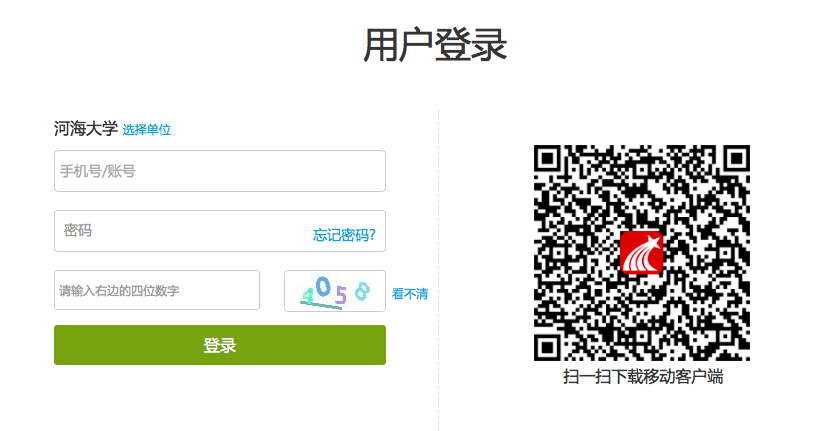 用户登录
河海大学 选择单位
手机号/账号
密码 忘记密码?
请输入右边的四位数字 4058 看不清
登录
扫一扫下载移动客户端